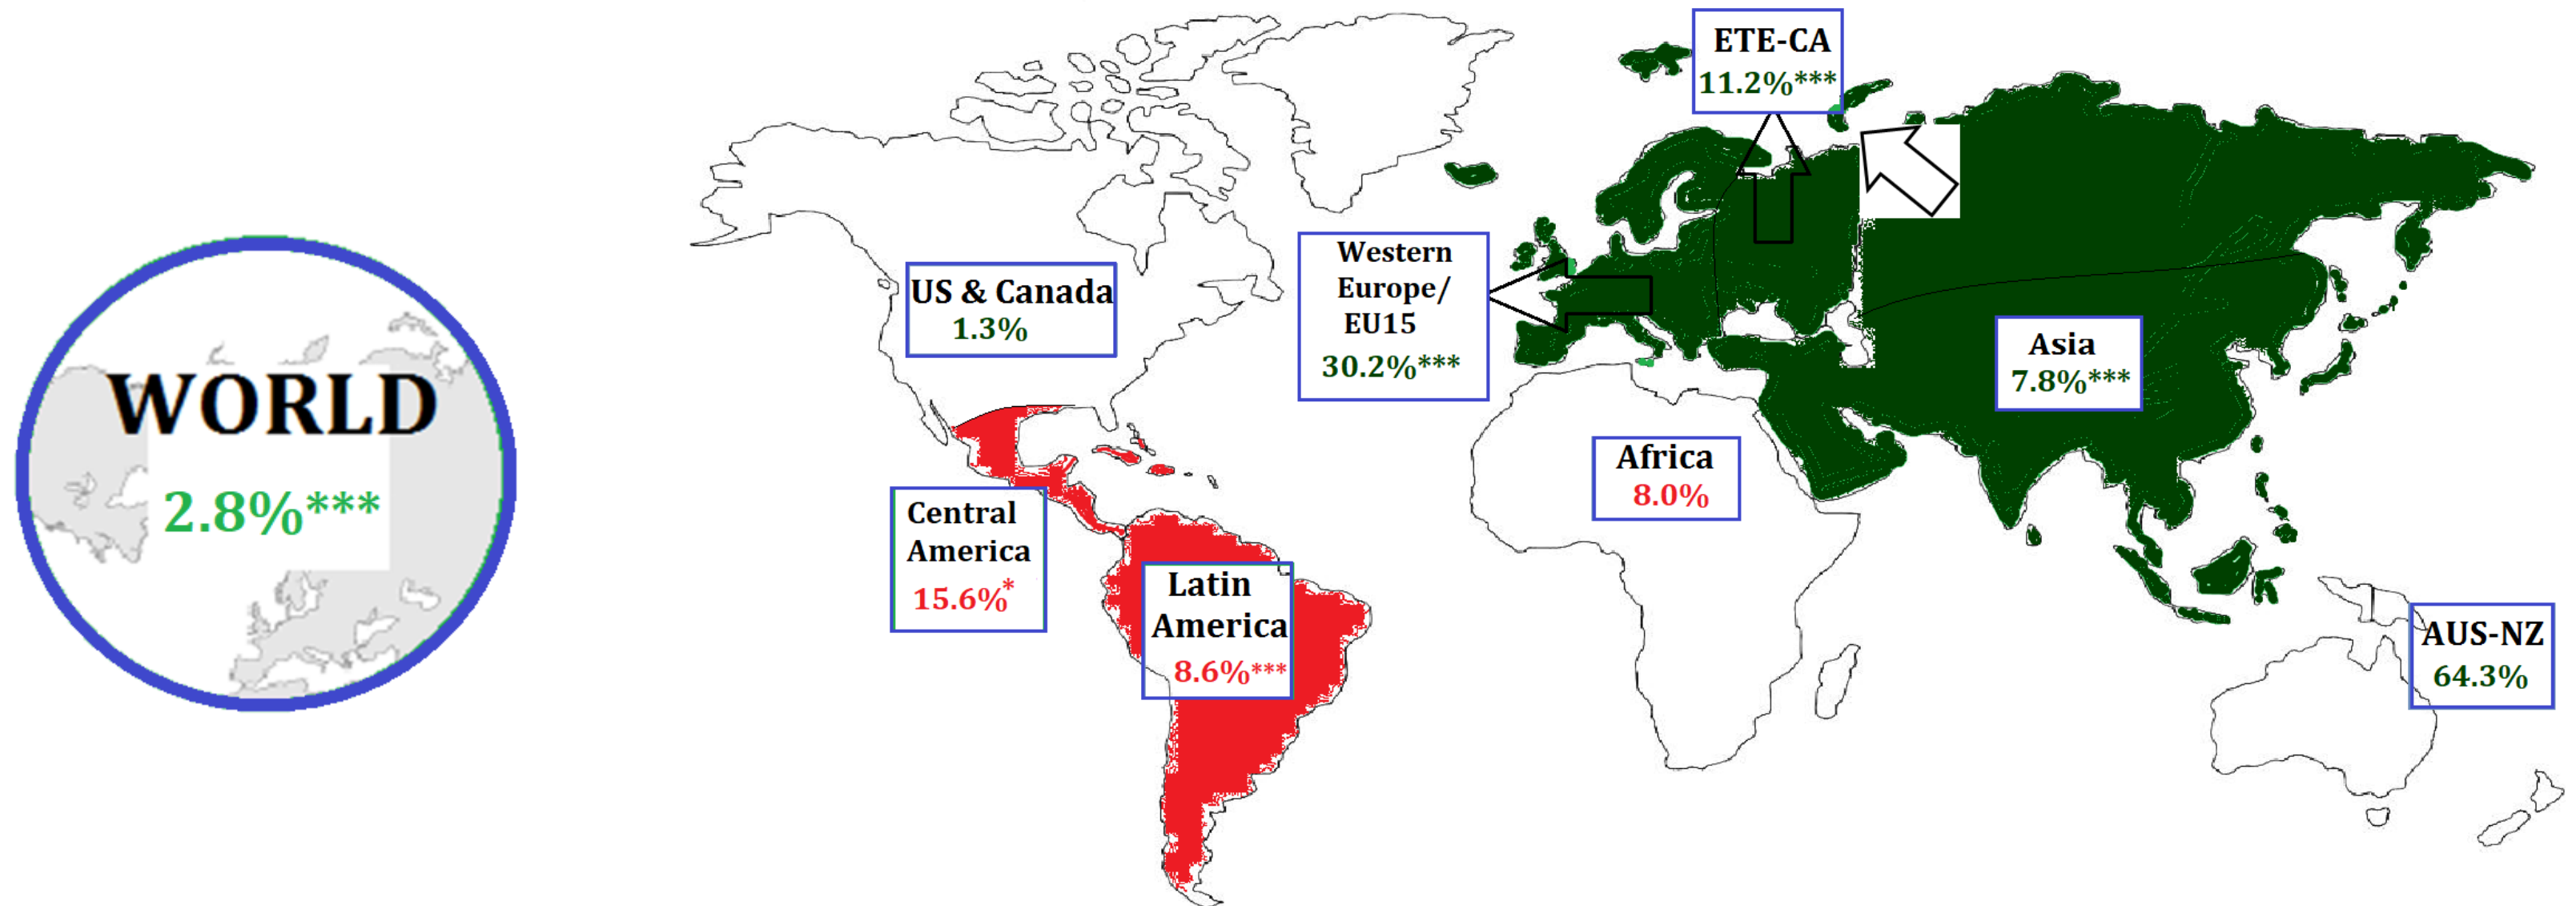 WORLD
2.8%***
US & Canada
1.3%
Central
America
15.6%*
Latin
America
8.6%***
Western
Europe/
EU15
30.2%***
ETE-CA
11.2%***
Africa
8.0%
Asia
7.8%***
AUS-NZ
64.3%